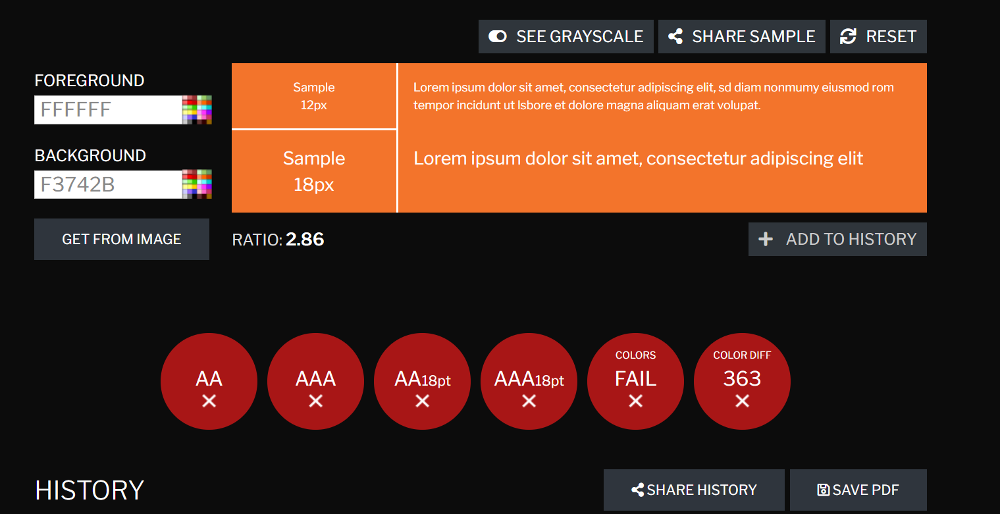 SEE GRAYSCALE
SHARE SAMPLE
RESET
FOREGROUND
FFFFFF
BACKGROUND
F3742B
GET FROM IMAGE
Sample
12px
Lorem ipsum dolor sit amet, consectetur adipiscing elit, sd diam nonmumy eiusmod rom
tempor incidunt ut lsbore et dolore magna aliquam erat volupat.
Sample
18px
Lorem ipsum dolor sit amet, consectetur adipiscing elit
RATIO: 2.86
ADD TO HISTORY
AA
AAA
AA18pt
AAA18pt
COLORS
FAIL
COLOR DIFF
363
HISTORY
SHARE HISTORY
SAVE PDF